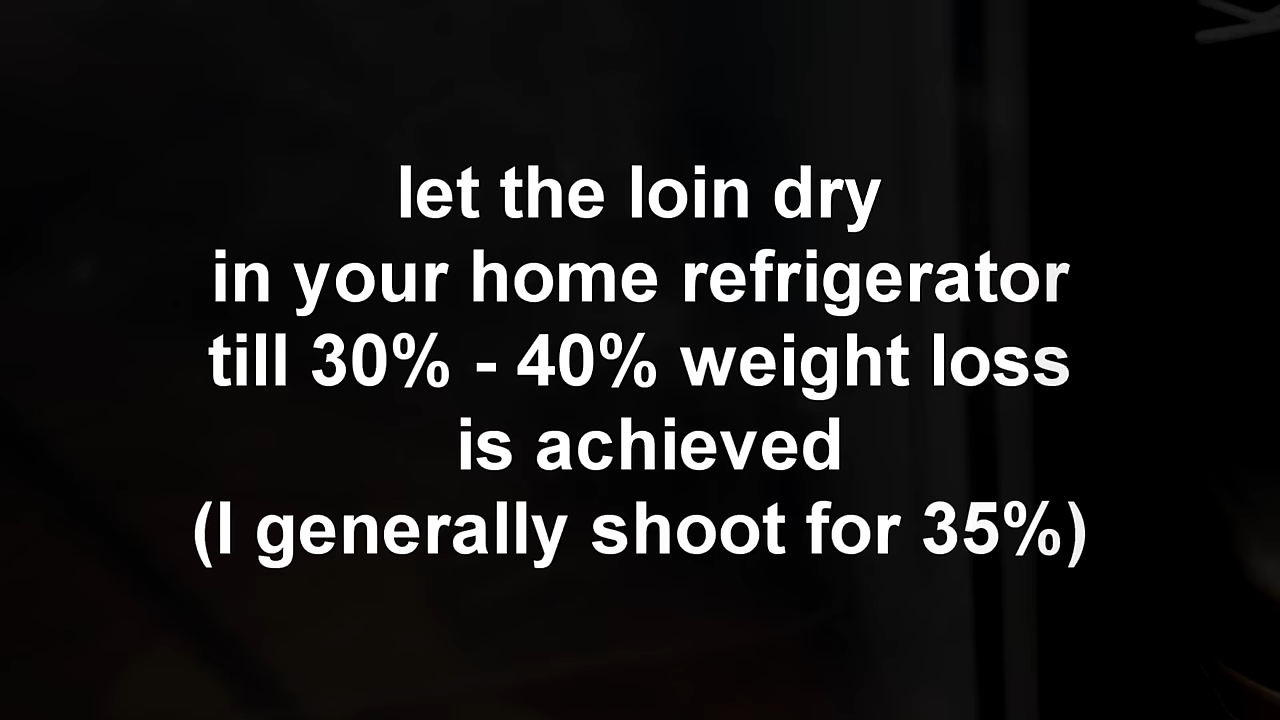 let the loin dry
in your home refrigerator
till 30% - 40% weight loss
is achieved
(I generally shoot for 35%)